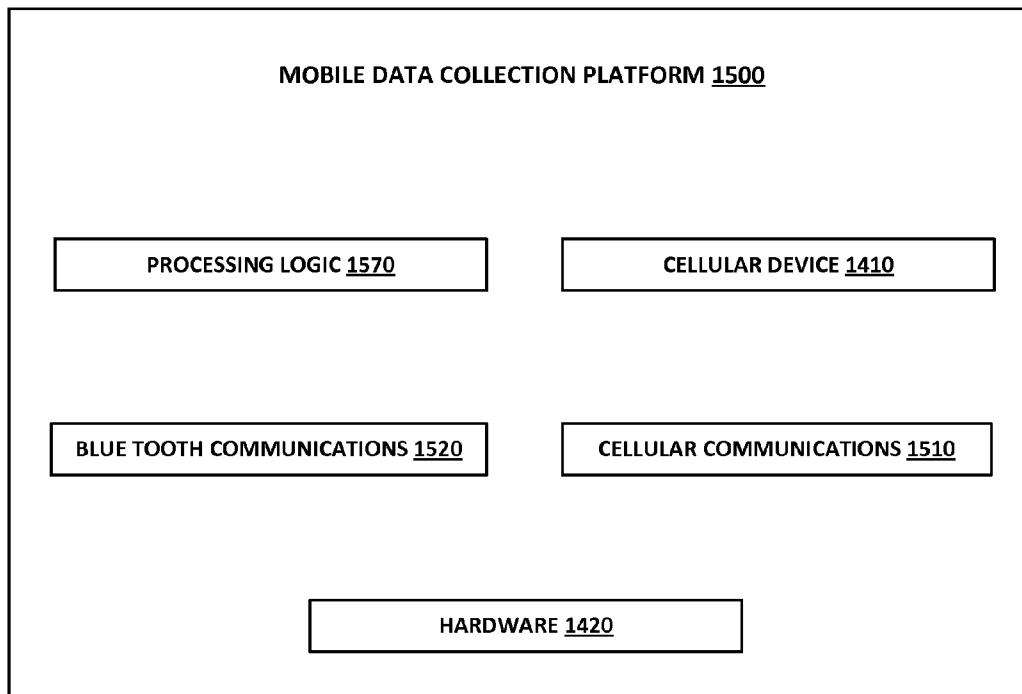 MOBILE DATA COLLECTION PLATFORM 1500
PROCESSING LOGIC 1570
CELLULAR DEVICE 1410
BLUE TOOTH COMMUNICATIONS 1520
CELLULAR COMMUNICATIONS 1510
HARDWARE 1420